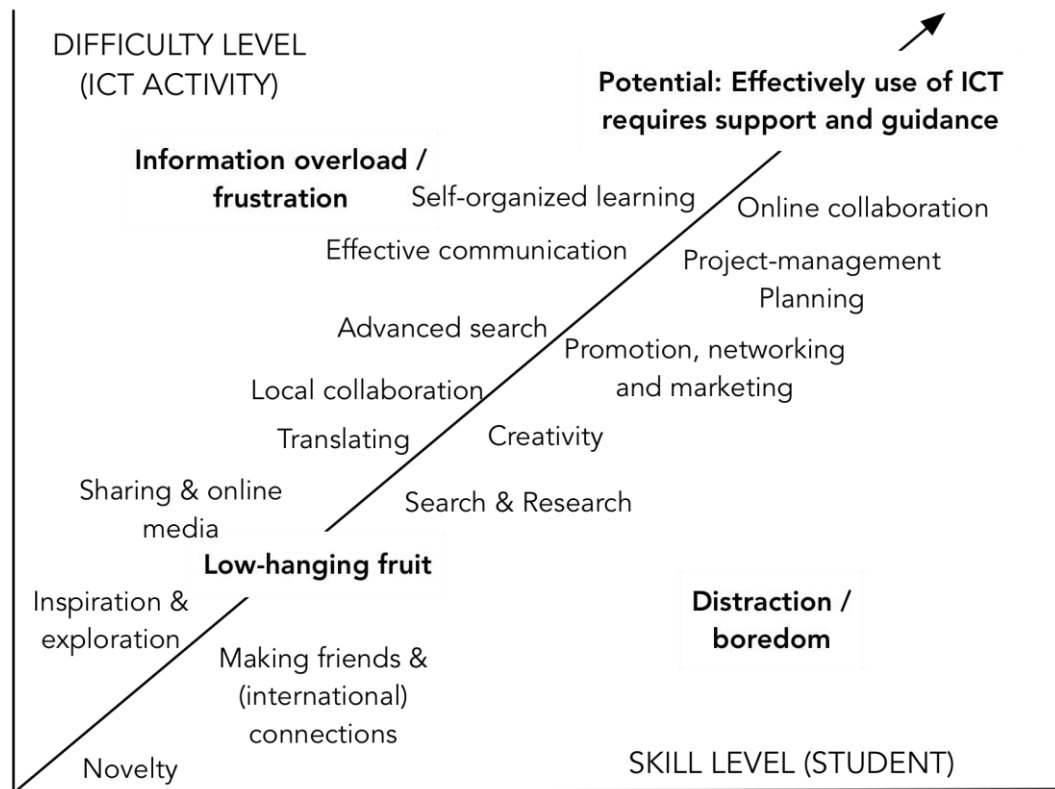 DIFFICULTY LEVEL
(ICT ACTIVITY)
Potential: Effectively use of ICT
requires support and guidance
Information overload /
frustration
Self-organized learning
Online collaboration
Effective communication
Project-management
Planning
Advanced search
Promotion, networking
and marketing
Local collaboration
Translating
Creativity
Sharing & online
media
Search & Research
Low-hanging fruit
Inspiration &
exploration
Distraction /
boredom
Making friends &
(international)
connections
Novelty
SKILL LEVEL (STUDENT)